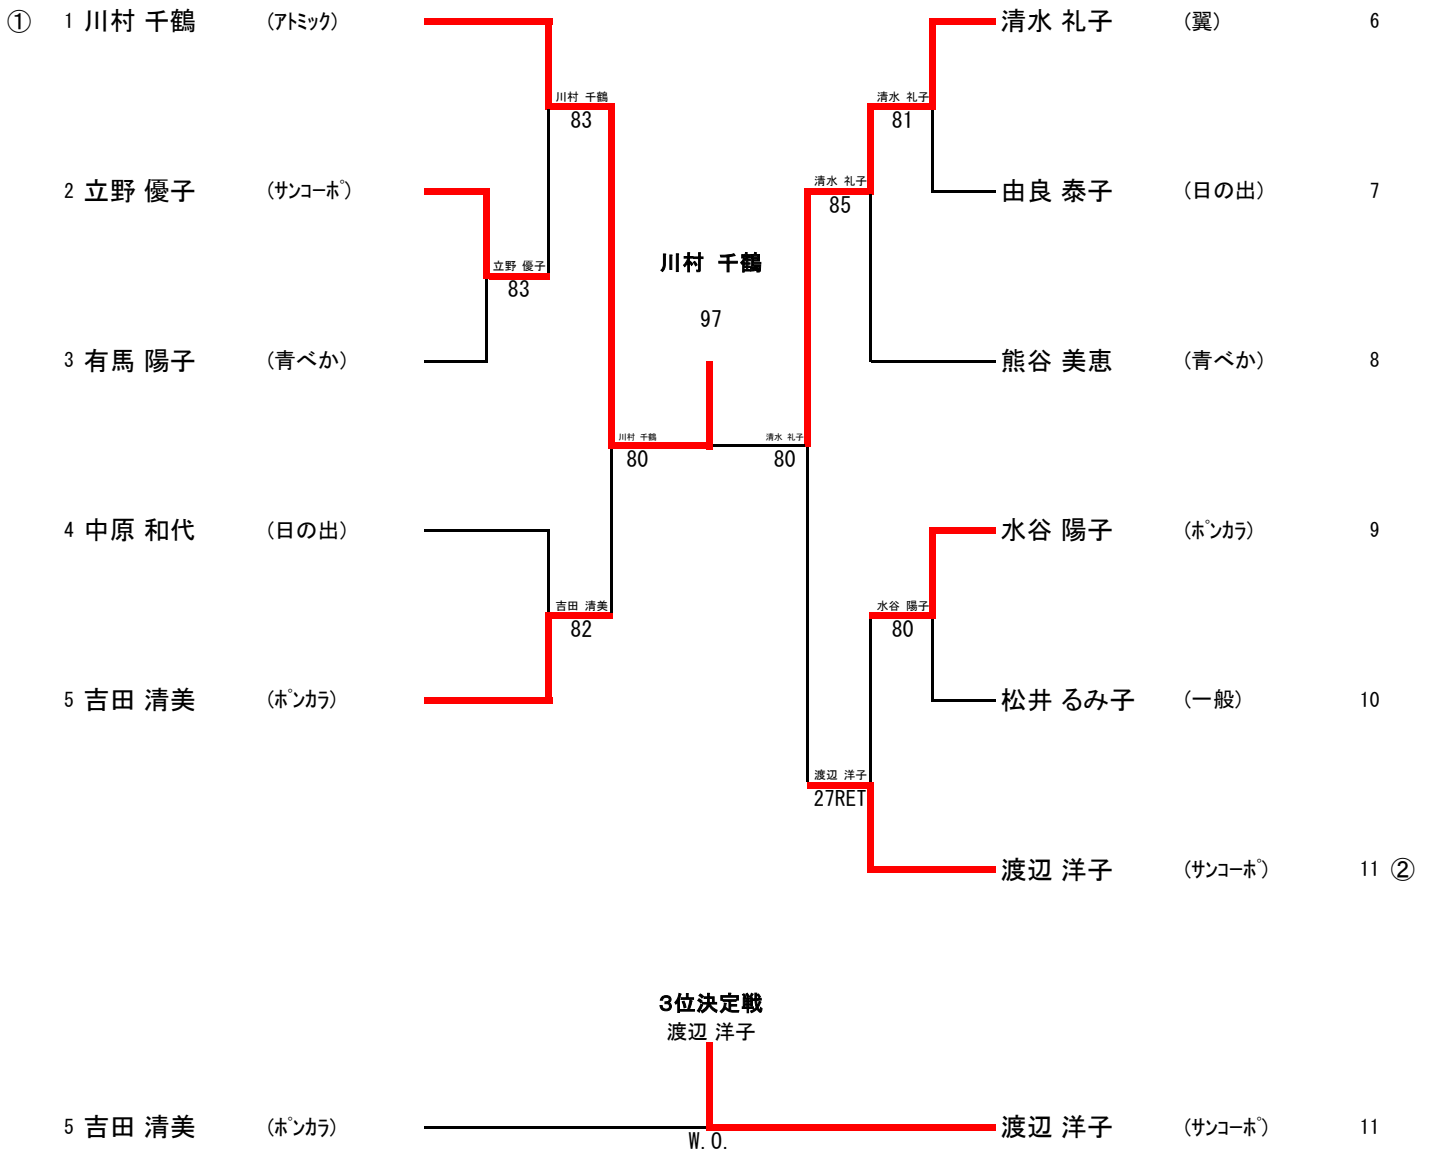 ① 1 川村 千鶴 (ｱﾄﾐｯｸ) 清水 礼子 (翼) 6
川村 千鶴 清水 礼子
83 81
2 立野 優子 (ｻﾝｺｰﾎﾟ) 清水 礼子 由良 泰子 (日の出) 7
85
立野 優子 川村 千鶴
83
97
3 有馬 陽子 (青べか) 熊谷 美恵 (青べか) 8
川村 千鶴 清水 礼子
80 80
4 中原 和代 (日の出) 水谷 陽子 (ﾎﾟﾝｶﾗ) 9
吉田 清美 水谷 陽子
82 80
5 吉田 清美 (ﾎﾟﾝｶﾗ) 松井 るみ子 (一般) 10
渡辺 洋子
27RET
渡辺 洋子 (ｻﾝｺｰﾎﾟ) 11 ②
３位決定戦
渡辺 洋子
5 吉田 清美 (ﾎﾟﾝｶﾗ) 渡辺 洋子 (ｻﾝｺｰﾎﾟ) 11
W.O.